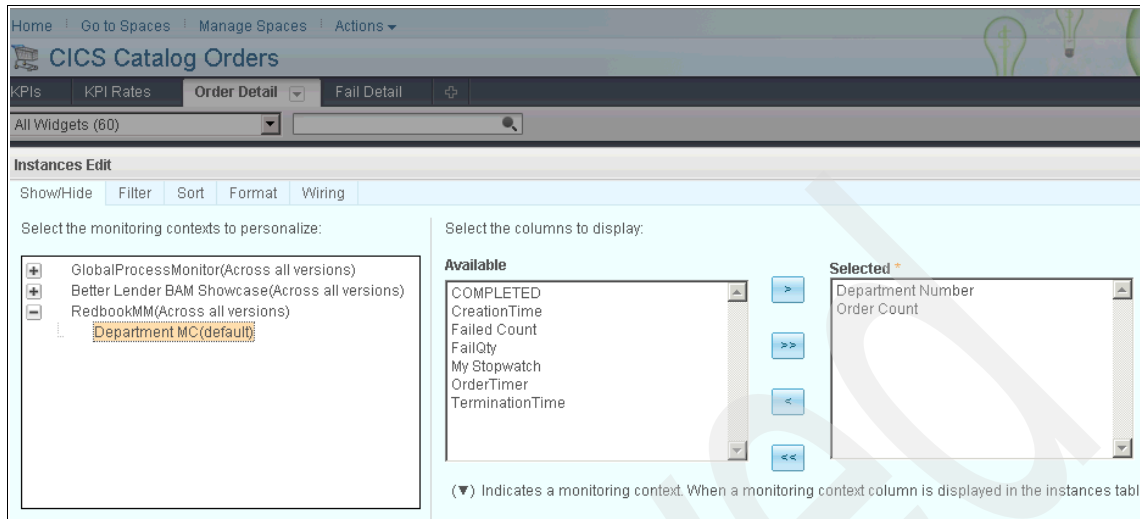 Home Go to Spaces Manage Spaces Actions
CICS Catalog Orders
KPIs KPI Rates Order Detail Fail Detail
All Widgets (60)
Instances Edit
Show/Hide Filter Sort Format Wiring
Select the monitoring contexts to personalize:
GlobalProcessMonitor(Across all versions)
Better Lender BAM Showcase(Across all versions)
RedbookMM(Across all versions)
Department MC(default)
Select the columns to display:
Available
COMPLETED
CreationTime
Failed Count
FailQty
My Stopwatch
OrderTimer
TerminationTime
>
>>
<
<<
Selected *
Department Number
Order Count
(▼) Indicates a monitoring context. When a monitoring context column is displayed in the instances tabl